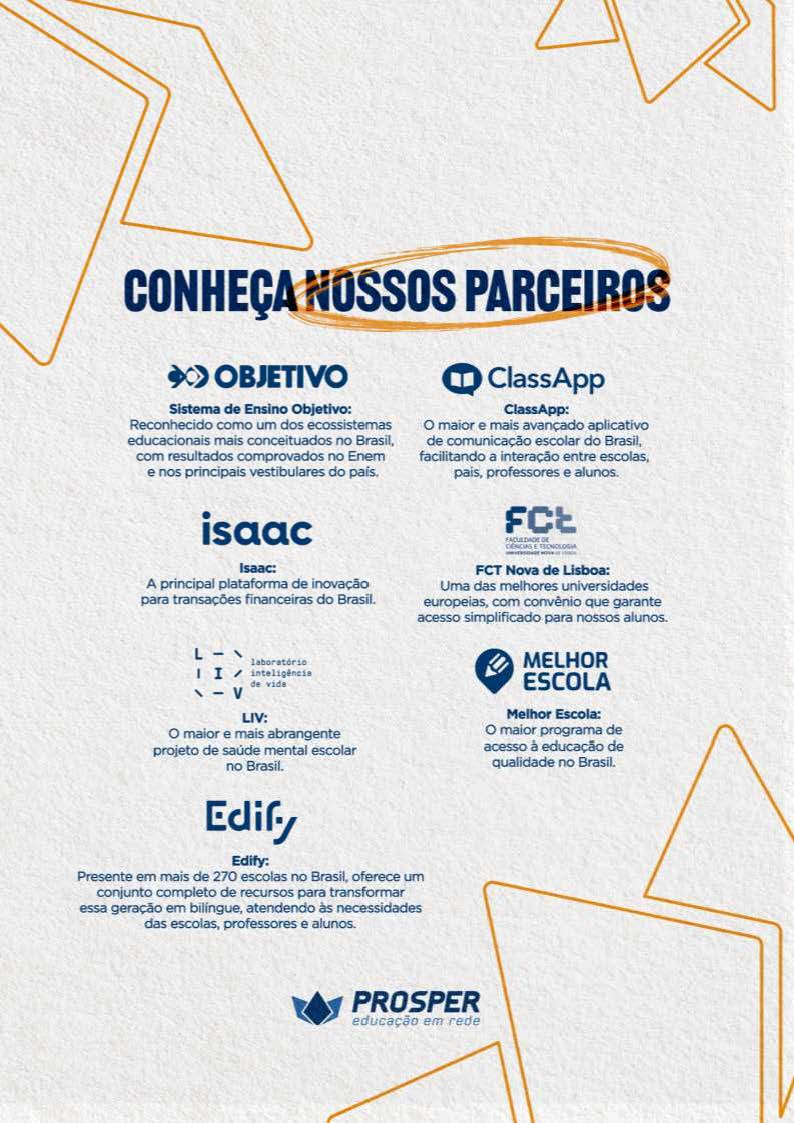 CONHEÇA NOSSOS PARCEIROS
OBJETIVO
Sistema de Ensino Objetivo:
Reconhecido como um dos ecossistemas
educacionais mais conceituados no Brasil,
com resultados comprovados no Enem
e nos principais vestibulares do país.
ClassApp
ClassApp:
O maior e mais avançado aplicativo
de comunicação escolar do Brasil,
facilitando a interação entre escolas,
pais, professores e alunos.
isaac
Isaac:
A principal plataforma de inovação
para transações financeiras do Brasil.
FCt
FACULDADE DE
CIÊNCIAS E TECNOLOGIA
UNIVERSIDADE NOVA DE LISBOA
FCT Nova de Lisboa:
Uma das melhores universidades
europeias, com convênio que garante
acesso simplificado para nossos alunos.
L I V
laboratório
inteligência
de vida
LIV:
O maior e mais abrangente
projeto de saúde mental escolar
no Brasil.
MELHOR
ESCOLA
Melhor Escola:
O maior programa de
acesso à educação de
qualidade no Brasil.
Edify
Edify:
Presente em mais de 270 escolas no Brasil, oferece um
conjunto completo de recursos para transformar
essa geração em bilíngue, atendendo às necessidades
das escolas, professores e alunos.
PROSPER
educação em rede